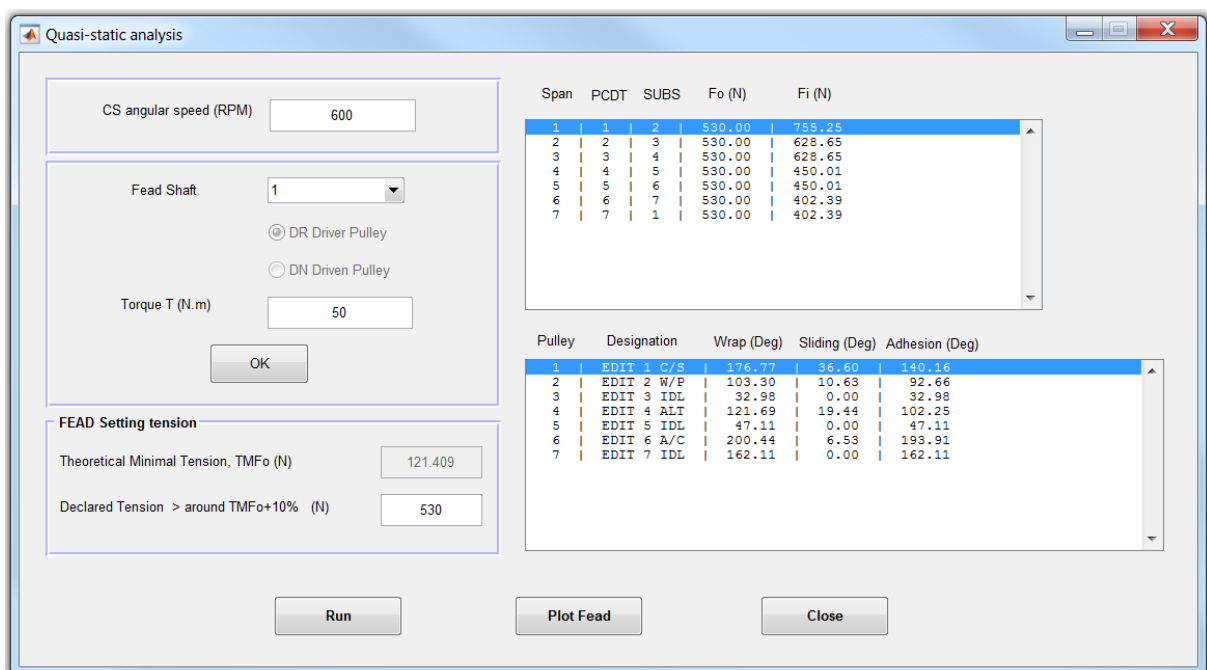 Quasi-static analysis
CS angular speed (RPM)
600
Fead Shaft
1
DR Driver Pulley
DN Driven Pulley
Torque T (N.m)
50
OK
FEAD Setting tension
Theoretical Minimal Tension, TMFo (N)
121.409
Declared Tension > around TMFo+10% (N)
530
Span PCDT SUBS Fo (N) Fi (N)
1 | 1 | 2 | 530.00 | 755.25
2 | 2 | 3 | 530.00 | 628.65
3 | 3 | 4 | 530.00 | 628.65
4 | 4 | 5 | 530.00 | 450.01
5 | 5 | 6 | 530.00 | 450.01
6 | 6 | 7 | 530.00 | 402.39
7 | 7 | 1 | 530.00 | 402.39
Pulley Designation Wrap (Deg) Sliding (Deg) Adhesion (Deg)
1 | EDIT 1 C/S | 176.77 | 36.60 | 140.16
2 | EDIT 2 W/P | 103.30 | 10.63 | 92.66
3 | EDIT 3 IDL | 32.98 | 0.00 | 32.98
4 | EDIT 4 ALT | 121.69 | 19.44 | 102.25
5 | EDIT 5 IDL | 47.11 | 0.00 | 47.11
6 | EDIT 6 A/C | 200.44 | 6.53 | 193.91
7 | EDIT 7 IDL | 162.11 | 0.00 | 162.11
Run
Plot Fead
Close